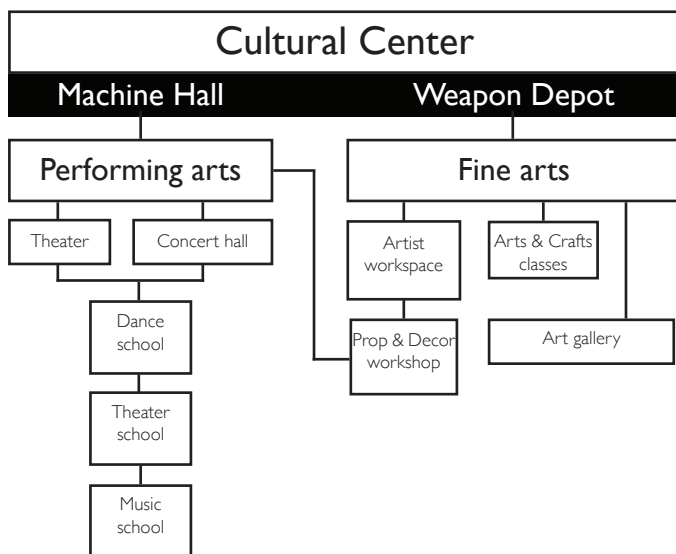 Cultural Center
Machine Hall
Weapon Depot
Performing arts
Fine arts
Theater
Concert hall
Artist
workspace
Arts & Crafts
classes
Dance
school
Prop & Decor
workshop
Art gallery
Theater
school
Music
school